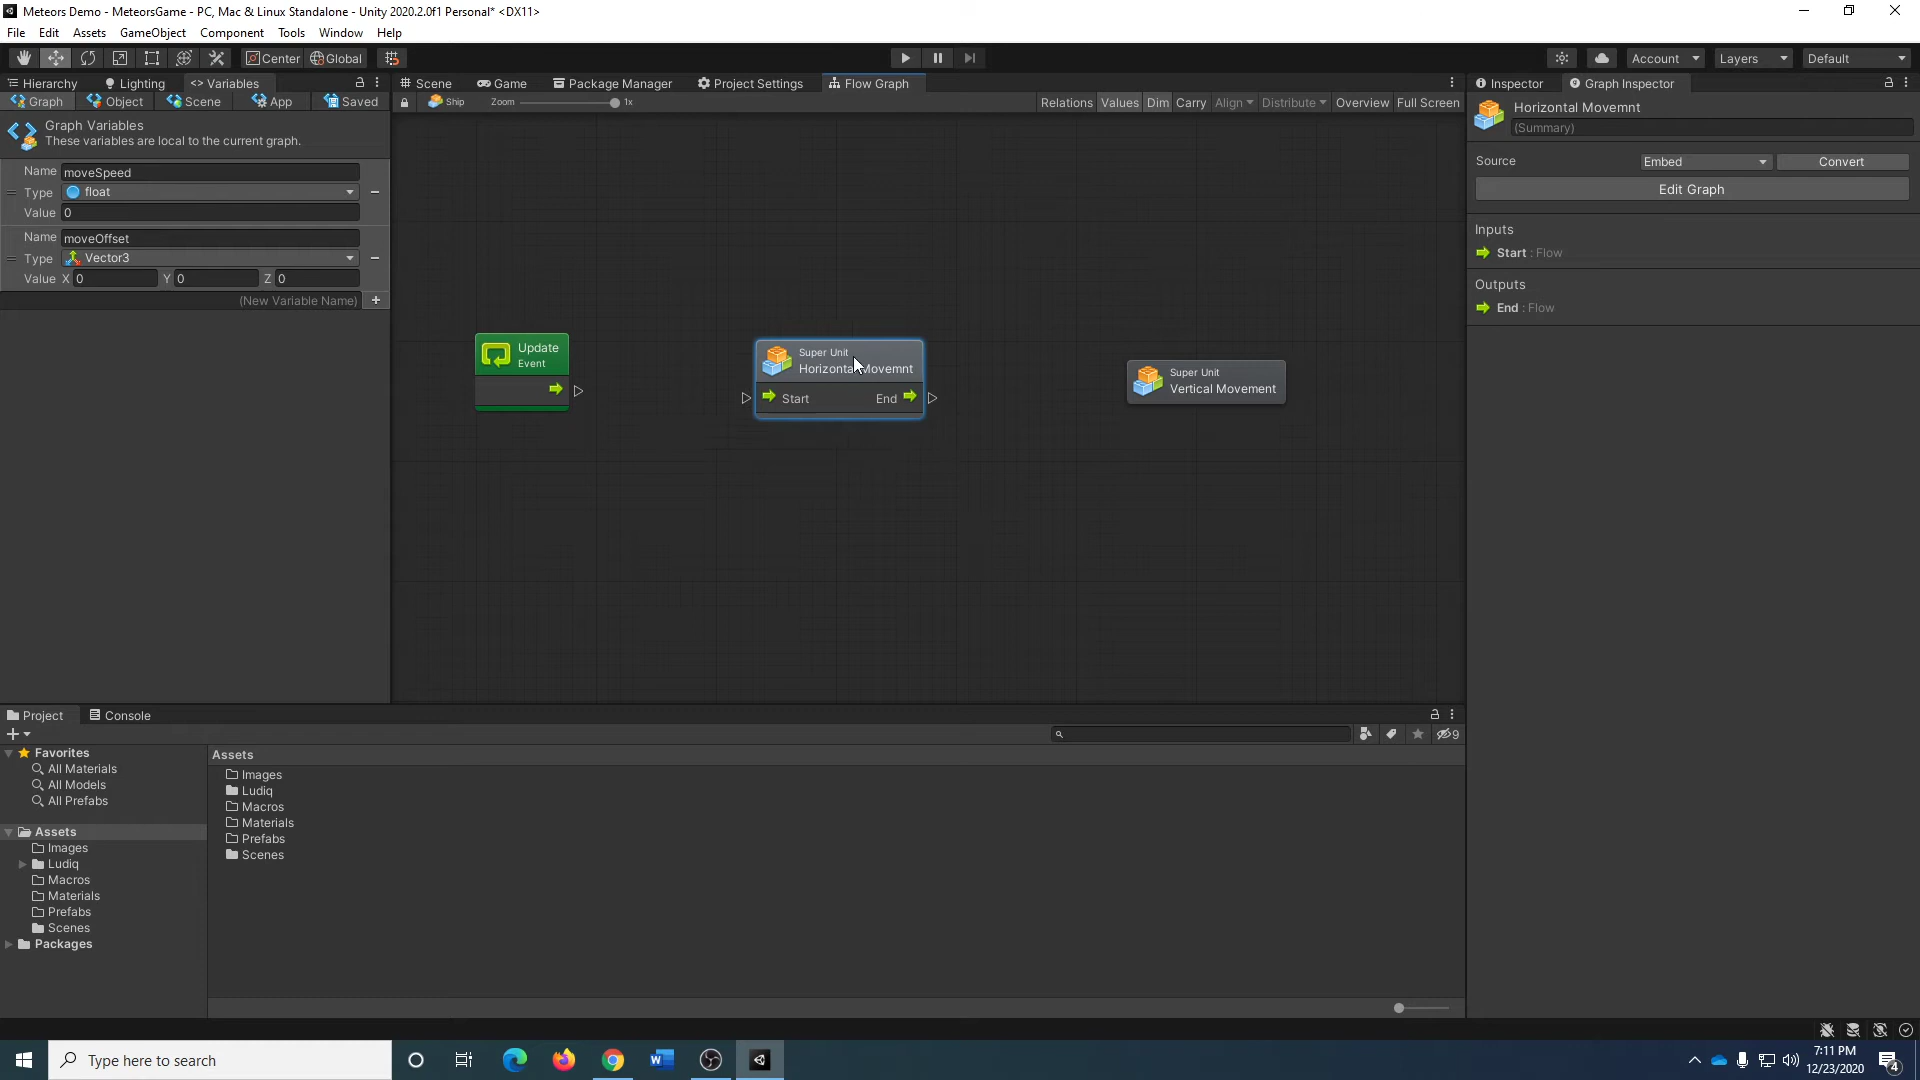 Meteors Demo - MeteorsGame - PC, Mac & Linux Standalone - Unity 2020.2.0f1 Personal* <DX11>
File Edit Assets GameObject Component Tools Window Help
Center Global Account Layers Default
Hierarchy Lighting <> Variables
Scene Game Package Manager Project Settings Flow Graph
Inspector Graph Inspector
Graph Object Scene App Saved
Ship Zoom 1x Relations Values Dim Carry Align Distribute Overview Full Screen
Graph Variables
These variables are local to the current graph.
Name moveSpeed
Type float
Value 0
Name moveOffset
Type Vector3
Value X 0 Y 0 Z 0
(New Variable Name) +
Update
Event
Super Unit
Horizontal Movemnt
Start End
Super Unit
Vertical Movement
Horizontal Movemnt
(Summary)
Source Embed Convert
Edit Graph
Inputs
Start : Flow
Outputs
End : Flow
Project Console
9
Favorites
All Materials
All Models
All Prefabs
Assets
Images
Ludiq
Macros
Materials
Prefabs
Scenes
Packages
Assets
Images
Ludiq
Macros
Materials
Prefabs
Scenes
Type here to search
7:11 PM
12/23/2020
4